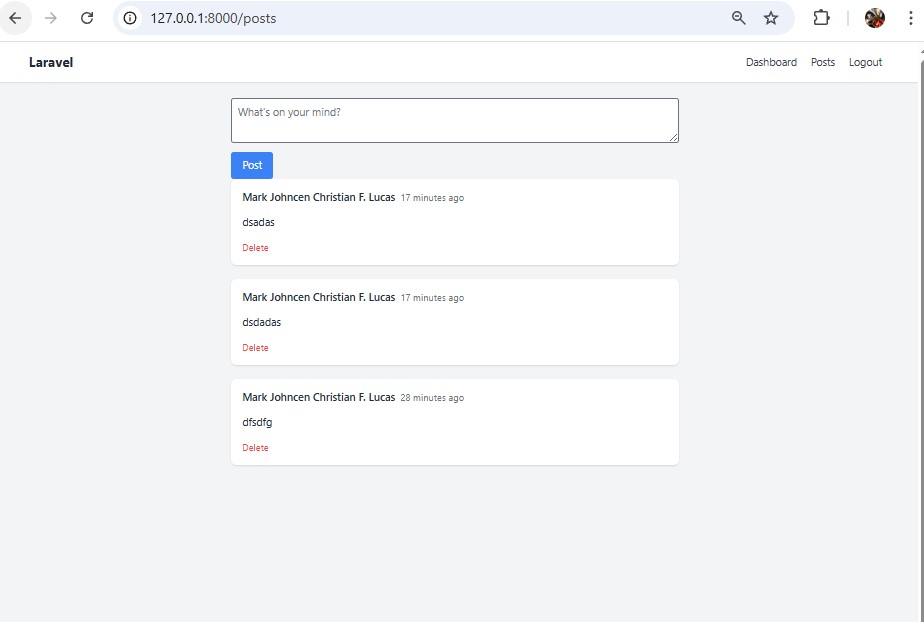 127.0.0.1:8000/posts
Laravel Dashboard Posts Logout
What's on your mind?
Post
Mark Johncen Christian F. Lucas 17 minutes ago
dsadas
Delete
Mark Johncen Christian F. Lucas 17 minutes ago
dsdadas
Delete
Mark Johncen Christian F. Lucas 28 minutes ago
dfsdfg
Delete